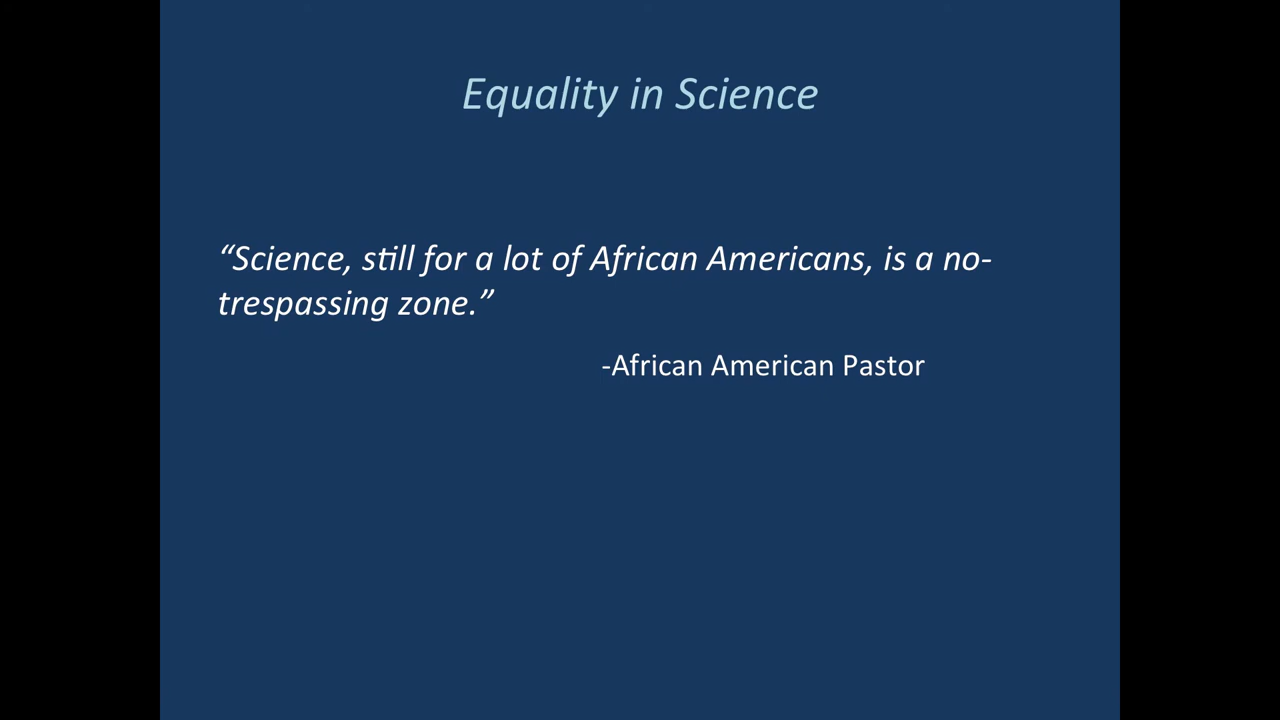 Equality in Science
“Science, still for a lot of African Americans, is a no-
trespassing zone.”
-African American Pastor